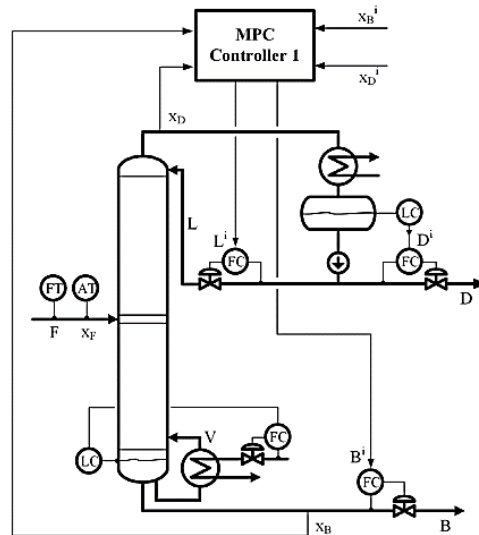 MPC
Controller 1
x_B^i
x_D^i
x_D
LC
L^i
D^i
L
FC
FC
FT
AT
D
F
x_F
V
FC
LC
B^i
FC
B
x_B